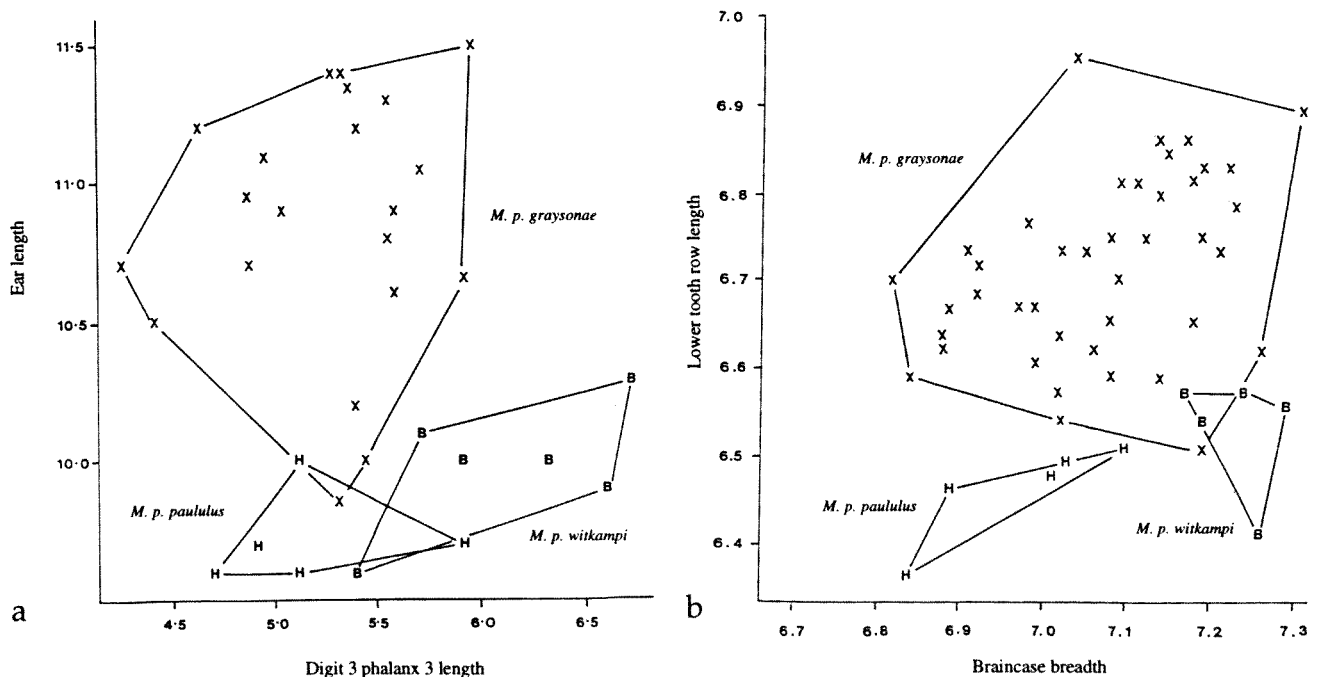 11·5
11·0
10·5
10·0
Ear length
4·5 5·0 5·5 6·0 6·5
Digit 3 phalanx 3 length
M. p. graysonae
M. p. paululus
M. p. witkampi
X XX X X X X X X X X X X X X X X X X X X X
H H H H H
B B B B B B
a
7.0
6.9
6.8
6.7
6.6
6.5
6.4
Lower tooth row length
6.7 6.8 6.9 7.0 7.1 7.2 7.3
Braincase breadth
M. p. graysonae
M. p. paululus
M. p. witkampi
H H H H H
B B B B B
b